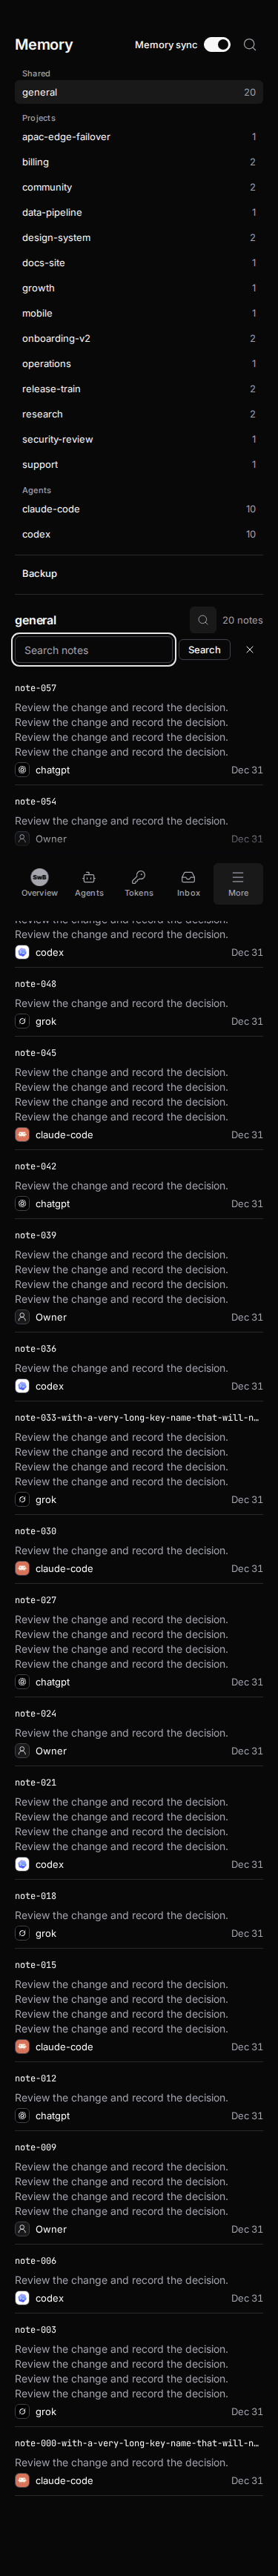 Memory
Memory sync
Shared
general 20
Projects
apac-edge-failover 1
billing 2
community 2
data-pipeline 1
design-system 2
docs-site 1
growth 1
mobile 1
onboarding-v2 2
operations 1
release-train 2
research 2
security-review 1
support 1
Agents
claude-code 10
codex 10
Backup
general 20 notes
Search notes Search
note-057
Review the change and record the decision.
Review the change and record the decision.
Review the change and record the decision.
Review the change and record the decision.
chatgpt Dec 31
note-054
Review the change and record the decision.
Owner Dec 31
SwS
Overview Agents Tokens Inbox More
Review the change and record the decision.
Review the change and record the decision.
codex Dec 31
note-048
Review the change and record the decision.
grok Dec 31
note-045
Review the change and record the decision.
Review the change and record the decision.
Review the change and record the decision.
Review the change and record the decision.
claude-code Dec 31
note-042
Review the change and record the decision.
chatgpt Dec 31
note-039
Review the change and record the decision.
Review the change and record the decision.
Review the change and record the decision.
Review the change and record the decision.
Owner Dec 31
note-036
Review the change and record the decision.
codex Dec 31
note-033-with-a-very-long-key-name-that-will-n…
Review the change and record the decision.
Review the change and record the decision.
Review the change and record the decision.
Review the change and record the decision.
grok Dec 31
note-030
Review the change and record the decision.
claude-code Dec 31
note-027
Review the change and record the decision.
Review the change and record the decision.
Review the change and record the decision.
Review the change and record the decision.
chatgpt Dec 31
note-024
Review the change and record the decision.
Owner Dec 31
note-021
Review the change and record the decision.
Review the change and record the decision.
Review the change and record the decision.
Review the change and record the decision.
codex Dec 31
note-018
Review the change and record the decision.
grok Dec 31
note-015
Review the change and record the decision.
Review the change and record the decision.
Review the change and record the decision.
Review the change and record the decision.
claude-code Dec 31
note-012
Review the change and record the decision.
chatgpt Dec 31
note-009
Review the change and record the decision.
Review the change and record the decision.
Review the change and record the decision.
Review the change and record the decision.
Owner Dec 31
note-006
Review the change and record the decision.
codex Dec 31
note-003
Review the change and record the decision.
Review the change and record the decision.
Review the change and record the decision.
Review the change and record the decision.
grok Dec 31
note-000-with-a-very-long-key-name-that-will-n…
Review the change and record the decision.
claude-code Dec 31